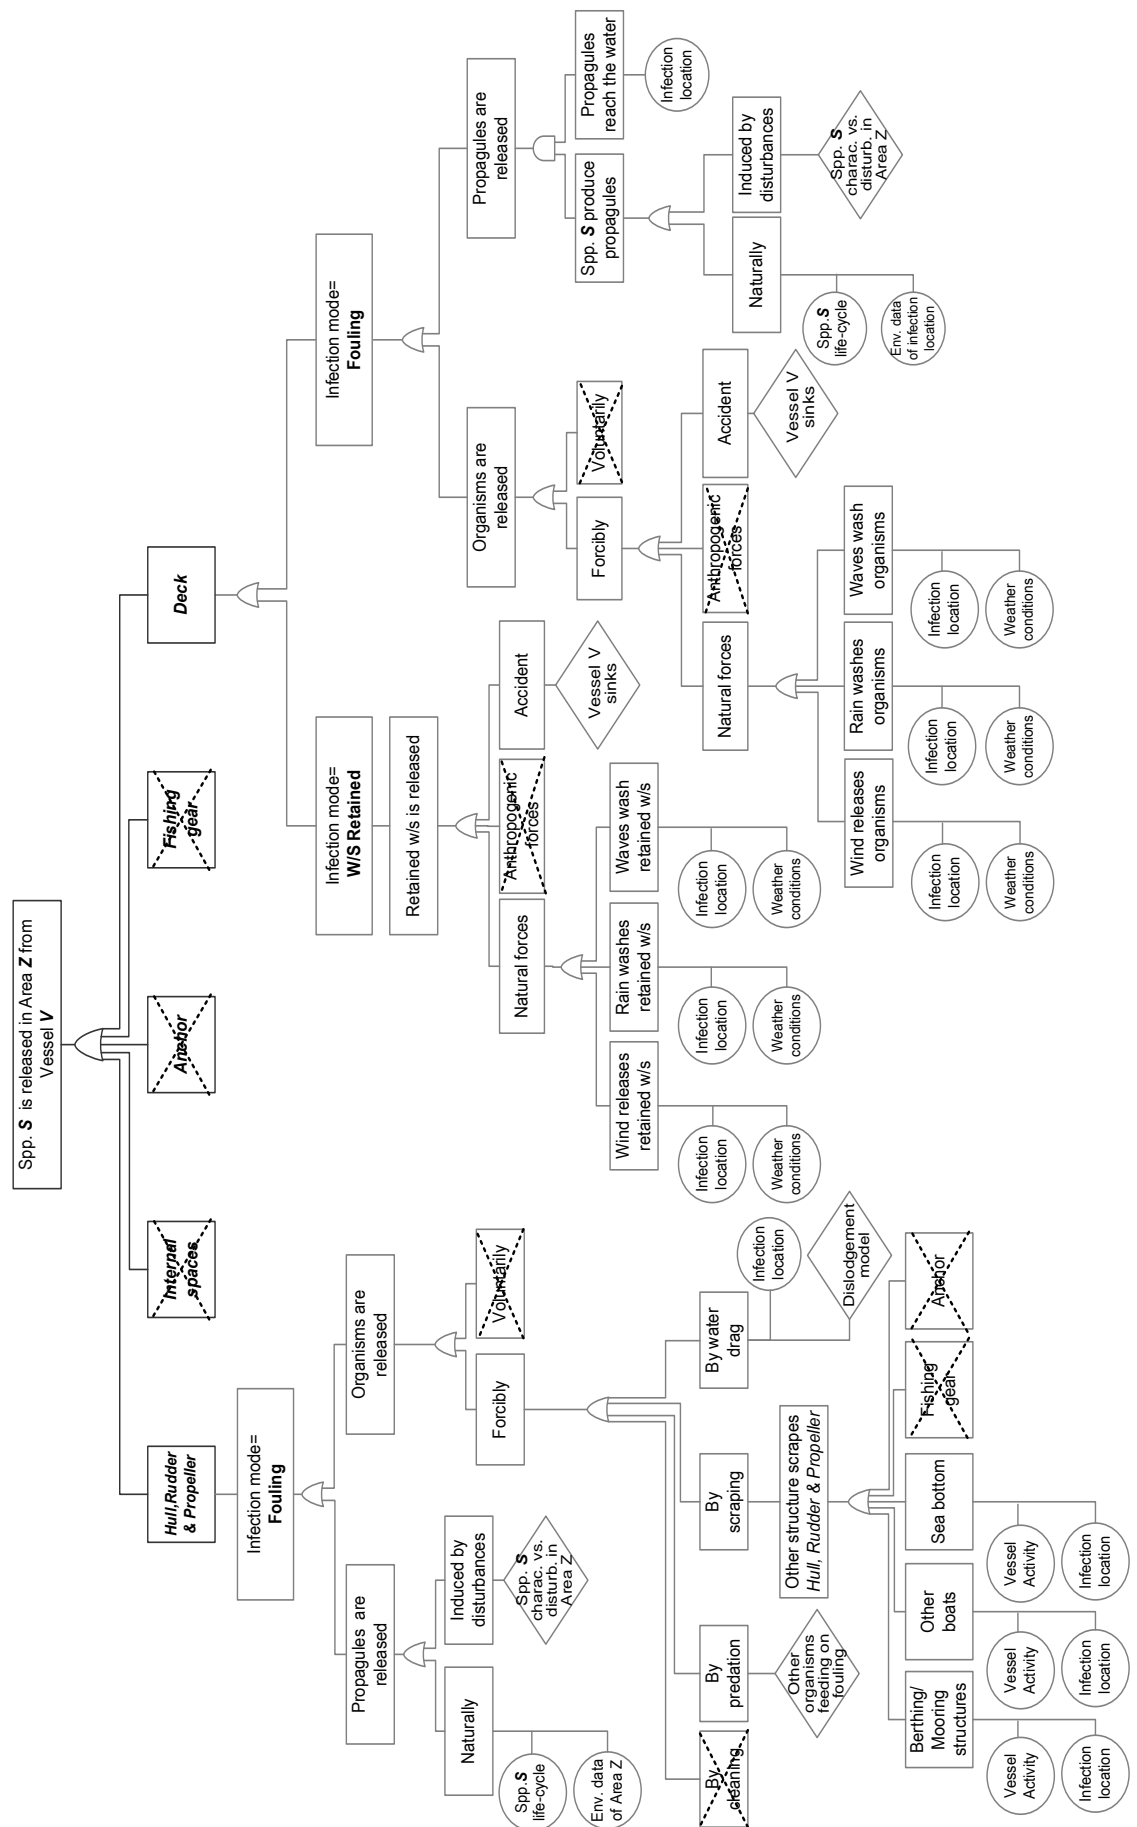 Spp. S is released in Area Z from
Vessel V
Hull,Rudder
& Propeller
Internal
spaces
Anchor
Fishing
gear
Deck
Infection mode=
Fouling
Propagules are
released
Naturally
Spp.S
life-cycle
Env. data
of Area Z
Induced by
disturbances
Spp. S
charac. vs.
disturb. in
Area Z
Organisms are
released
Forcibly
Voluntarily
By
cleaning
By
predation
Other
organisms
feeding on
fouling
By
scraping
Other structure scrapes
Hull, Rudder & Propeller
Berthing/
Mooring
structures
Vessel
Activity
Infection
location
Other
boats
Vessel
Activity
Infection
location
Sea bottom
Vessel
Activity
Infection
location
Fishing
gear
Anchor
By water
drag
Infection
location
Dislodgement
model
Infection mode=
W/S Retained
Retained w/s is released
Natural forces
Anthropogenic
forces
Accident
Vessel V
sinks
Wind releases
retained w/s
Infection
location
Weather
conditions
Rain washes
retained w/s
Infection
location
Weather
conditions
Waves wash
retained w/s
Infection
location
Weather
conditions
Infection mode=
Fouling
Organisms are
released
Forcibly
Voluntarily
Natural forces
Anthropogenic
forces
Accident
Vessel V
sinks
Wind releases
organisms
Infection
location
Weather
conditions
Rain washes
organisms
Infection
location
Weather
conditions
Waves wash
organisms
Infection
location
Weather
conditions
Propagules are
released
Spp. S produce
propagules
Propagules
reach the water
Infection
location
Naturally
Spp.S
life-cycle
Env. data
of infection
location
Induced by
disturbances
Spp. S
charac. vs.
disturb. in
Area Z